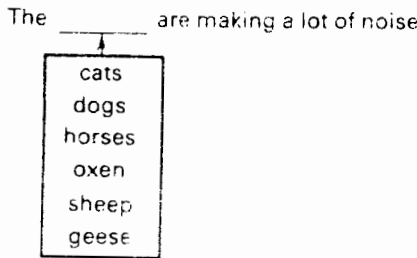 The ________ are making a lot of noise
cats
dogs
horses
oxen
sheep
geese